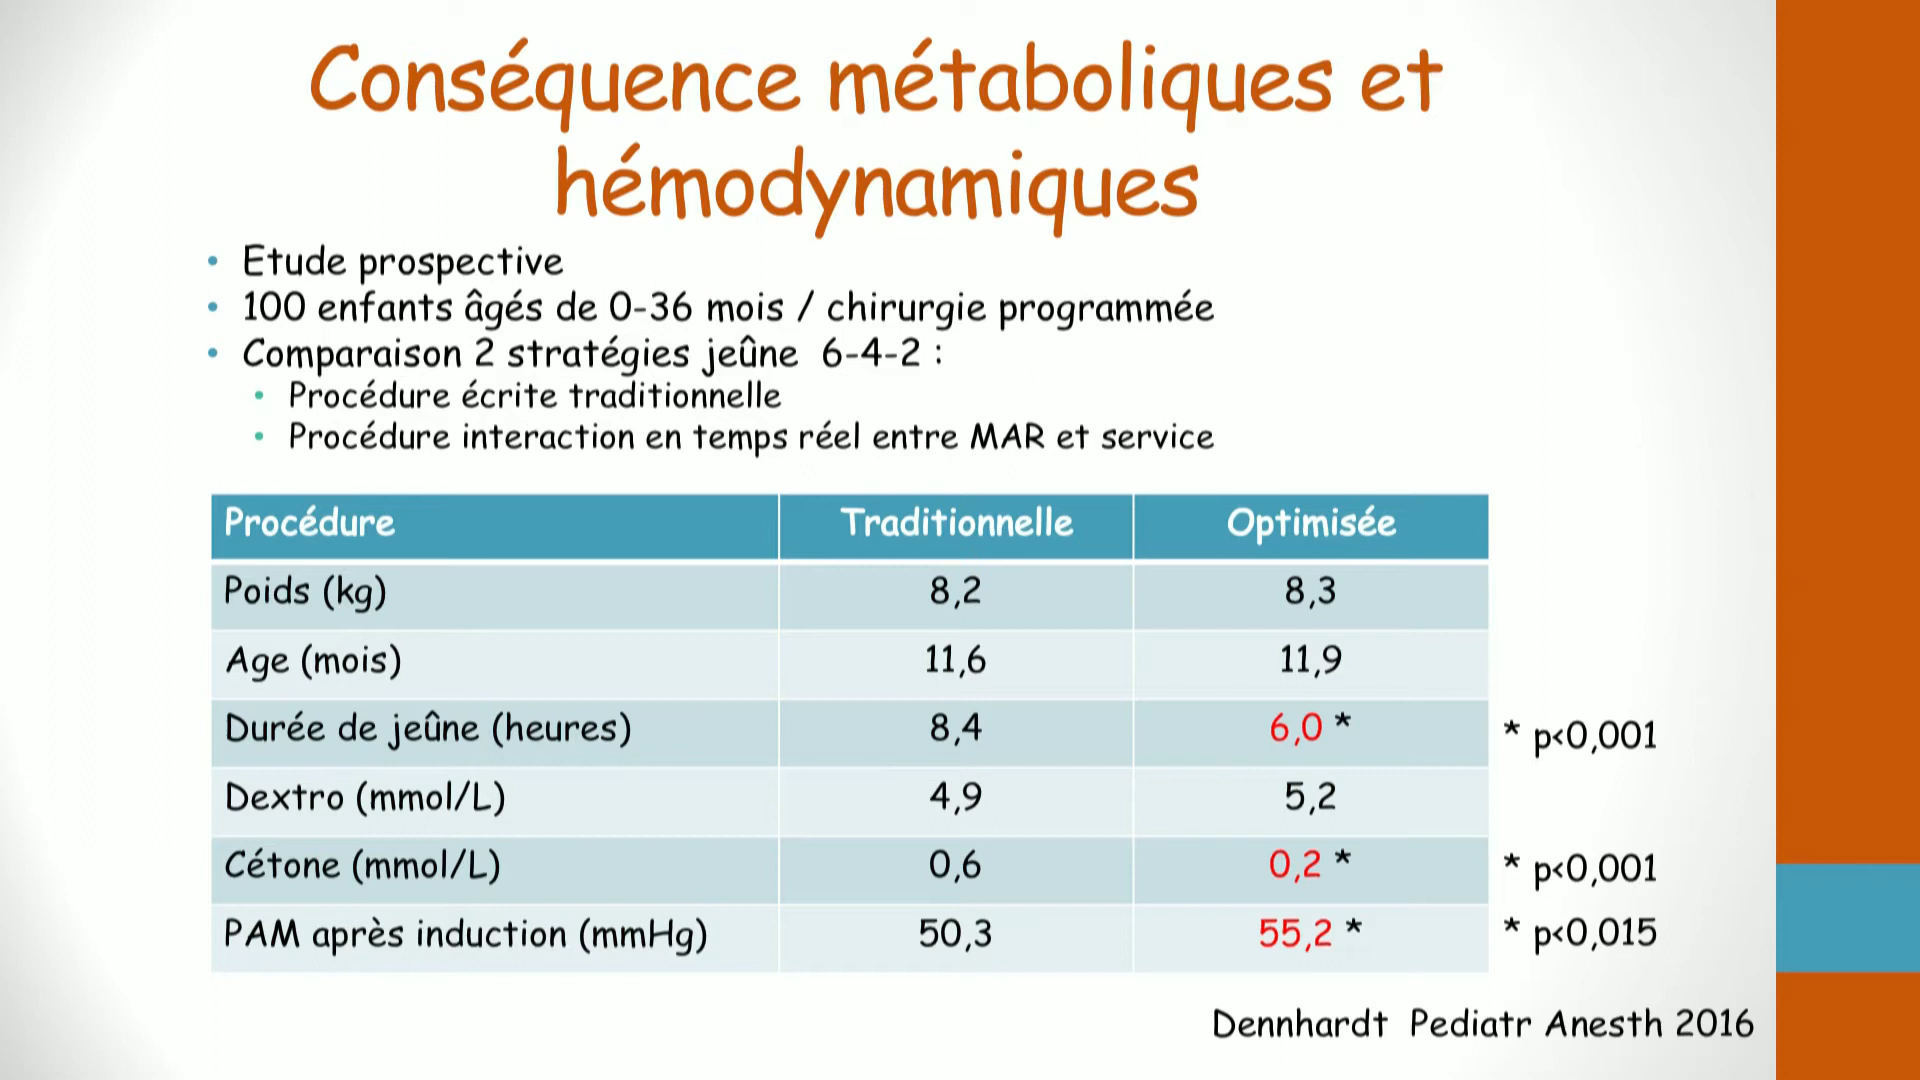 Conséquence métaboliques et
hémodynamiques
• Etude prospective
• 100 enfants âgés de 0-36 mois / chirurgie programmée
• Comparaison 2 stratégies jeûne 6-4-2 :
• Procédure écrite traditionnelle
• Procédure interaction en temps réel entre MAR et service
Procédure Traditionnelle Optimisée
Poids (kg) 8,2 8,3
Age (mois) 11,6 11,9
Durée de jeûne (heures) 8,4 6,0 * * p<0,001
Dextro (mmol/L) 4,9 5,2
Cétone (mmol/L) 0,6 0,2 * * p<0,001
PAM après induction (mmHg) 50,3 55,2 * * p<0,015
Dennhardt Pediatr Anesth 2016